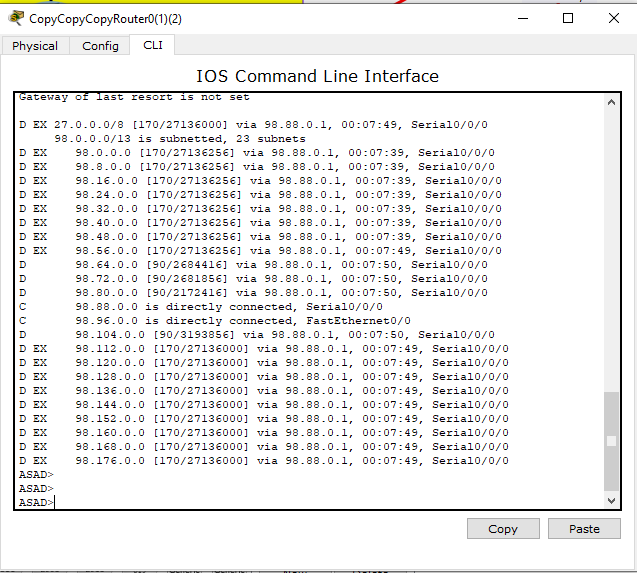 CopyCopyCopyRouter0(1)(2)
Physical Config CLI
IOS Command Line Interface
Gateway of last resort is not set
D EX 27.0.0.0/8 [170/27136000] via 98.88.0.1, 00:07:49, Serial0/0/0
98.0.0.0/13 is subnetted, 23 subnets
D EX 98.0.0.0 [170/27136256] via 98.88.0.1, 00:07:39, Serial0/0/0
D EX 98.8.0.0 [170/27136256] via 98.88.0.1, 00:07:39, Serial0/0/0
D EX 98.16.0.0 [170/27136256] via 98.88.0.1, 00:07:39, Serial0/0/0
D EX 98.24.0.0 [170/27136256] via 98.88.0.1, 00:07:39, Serial0/0/0
D EX 98.32.0.0 [170/27136256] via 98.88.0.1, 00:07:39, Serial0/0/0
D EX 98.40.0.0 [170/27136256] via 98.88.0.1, 00:07:39, Serial0/0/0
D EX 98.48.0.0 [170/27136256] via 98.88.0.1, 00:07:39, Serial0/0/0
D EX 98.56.0.0 [170/27136256] via 98.88.0.1, 00:07:49, Serial0/0/0
D 98.64.0.0 [90/2684416] via 98.88.0.1, 00:07:50, Serial0/0/0
D 98.72.0.0 [90/2681856] via 98.88.0.1, 00:07:50, Serial0/0/0
D 98.80.0.0 [90/2172416] via 98.88.0.1, 00:07:50, Serial0/0/0
C 98.88.0.0 is directly connected, Serial0/0/0
C 98.96.0.0 is directly connected, FastEthernet0/0
D 98.104.0.0 [90/3193856] via 98.88.0.1, 00:07:50, Serial0/0/0
D EX 98.112.0.0 [170/27136000] via 98.88.0.1, 00:07:49, Serial0/0/0
D EX 98.120.0.0 [170/27136000] via 98.88.0.1, 00:07:49, Serial0/0/0
D EX 98.128.0.0 [170/27136000] via 98.88.0.1, 00:07:49, Serial0/0/0
D EX 98.136.0.0 [170/27136000] via 98.88.0.1, 00:07:49, Serial0/0/0
D EX 98.144.0.0 [170/27136000] via 98.88.0.1, 00:07:49, Serial0/0/0
D EX 98.152.0.0 [170/27136000] via 98.88.0.1, 00:07:49, Serial0/0/0
D EX 98.160.0.0 [170/27136000] via 98.88.0.1, 00:07:49, Serial0/0/0
D EX 98.168.0.0 [170/27136000] via 98.88.0.1, 00:07:49, Serial0/0/0
D EX 98.176.0.0 [170/27136000] via 98.88.0.1, 00:07:49, Serial0/0/0
ASAD>
ASAD>
ASAD>
Copy Paste